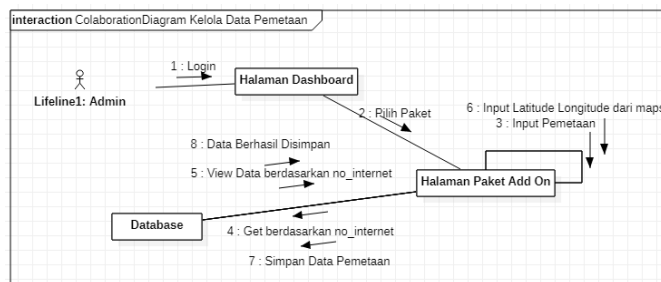 interaction ColaborationDiagram Kelola Data Pemetaan
1 : Login
Halaman Dashboard
Lifeline1: Admin
2 : Pilih Paket
6 : Input Latitude Longitude dari maps
3 : Input Pemetaan
8 : Data Berhasil Disimpan
5 : View Data berdasarkan no_internet
Halaman Paket Add On
Database
4 : Get berdasarkan no_internet
7 : Simpan Data Pemetaan